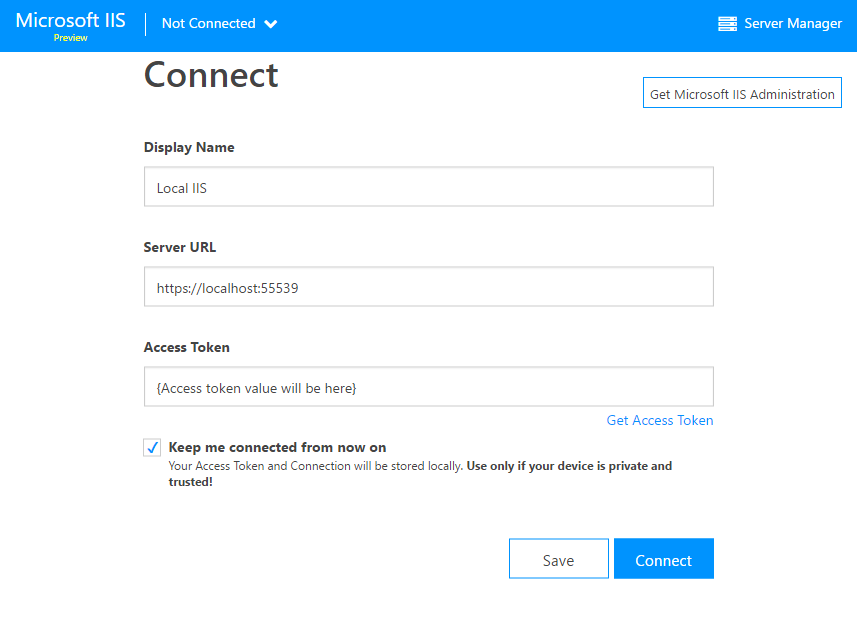 Microsoft IIS
Preview
Not Connected
Server Manager
Connect
Get Microsoft IIS Administration
Display Name
Local IIS
Server URL
https://localhost:55539
Access Token
{Access token value will be here}
Get Access Token
Keep me connected from now on
Your Access Token and Connection will be stored locally. Use only if your device is private and
trusted!
Save
Connect